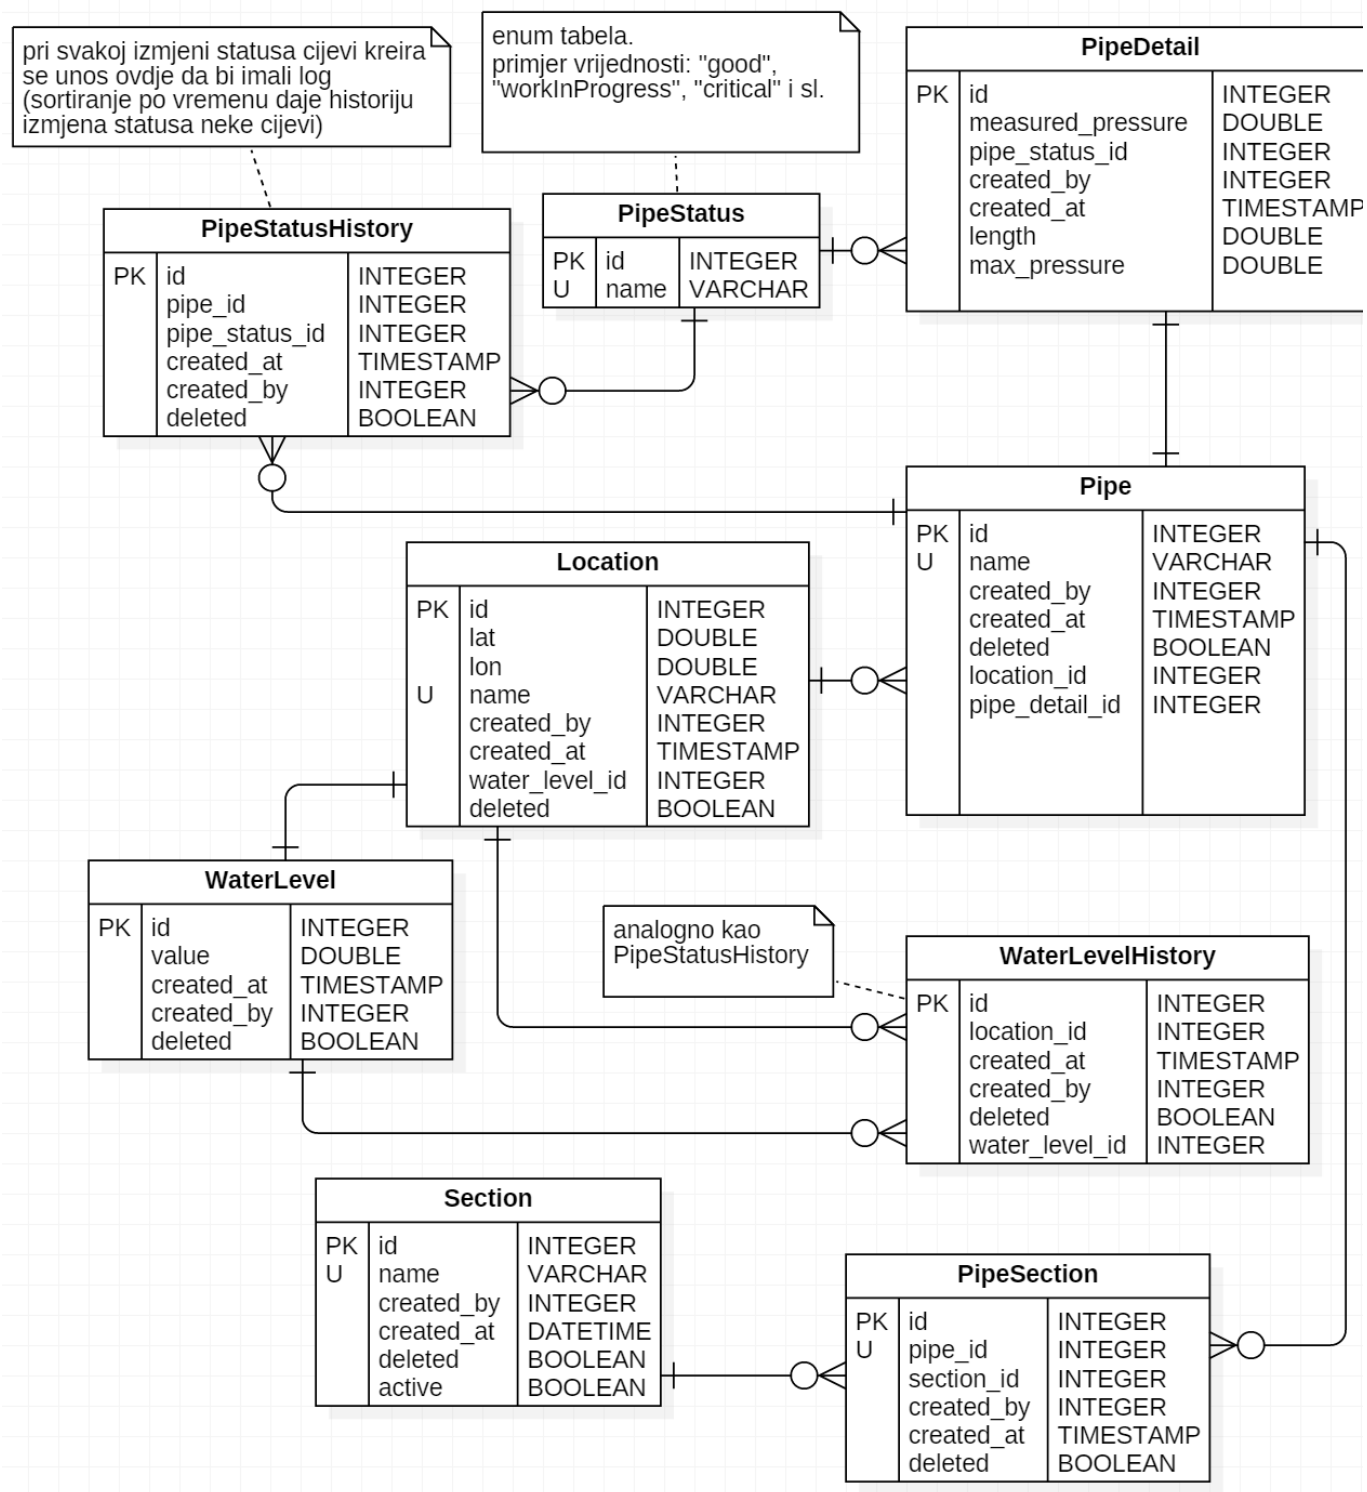 pri svakoj izmjeni statusa cijevi kreira
se unos ovdje da bi imali log
(sortiranje po vremenu daje historiju
izmjena statusa neke cijevi)
enum tabela.
primjer vrijednosti: "good",
"workInProgress", "critical" i sl.
PipeDetail
PK id INTEGER
measured_pressure DOUBLE
pipe_status_id INTEGER
created_by INTEGER
created_at TIMESTAMP
length DOUBLE
max_pressure DOUBLE
PipeStatusHistory
PK id INTEGER
pipe_id INTEGER
pipe_status_id INTEGER
created_at TIMESTAMP
created_by INTEGER
deleted BOOLEAN
PipeStatus
PK id INTEGER
U name VARCHAR
Pipe
PK id INTEGER
U name VARCHAR
created_by INTEGER
created_at TIMESTAMP
deleted BOOLEAN
location_id INTEGER
pipe_detail_id INTEGER
Location
PK id INTEGER
lat DOUBLE
lon DOUBLE
U name VARCHAR
created_by INTEGER
created_at TIMESTAMP
water_level_id INTEGER
deleted BOOLEAN
WaterLevel
PK id INTEGER
value DOUBLE
created_at TIMESTAMP
created_by INTEGER
deleted BOOLEAN
analogno kao
PipeStatusHistory
WaterLevelHistory
PK id INTEGER
location_id INTEGER
created_at TIMESTAMP
created_by INTEGER
deleted BOOLEAN
water_level_id INTEGER
Section
PK id INTEGER
U name VARCHAR
created_by INTEGER
created_at DATETIME
deleted BOOLEAN
active BOOLEAN
PipeSection
PK id INTEGER
U pipe_id INTEGER
section_id INTEGER
created_by INTEGER
created_at TIMESTAMP
deleted BOOLEAN